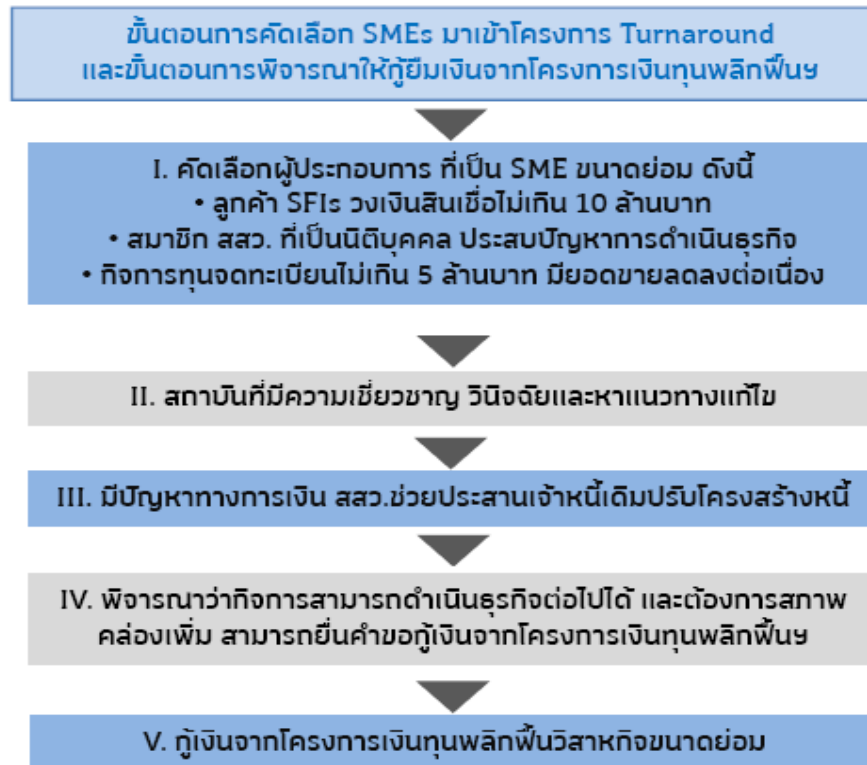 ขั้นตอนการคัดเลือก SMEs มาเข้าโครงการ Turnaround
และขั้นตอนการพิจารณาให้กู้ยืมเงินจากโครงการเงินทุนพลิกฟื้นฯ
I. คัดเลือกผู้ประกอบการ ที่เป็น SME ขนาดย่อม ดังนี้
• ลูกค้า SFIs วงเงินสินเชื่อไม่เกิน 10 ล้านบาท
• สมาชิก สสว. ที่เป็นนิติบุคคล ประสบปัญหาการดำเนินธุรกิจ
• กิจการทุนจดทะเบียนไม่เกิน 5 ล้านบาท มียอดขายลดลงต่อเนื่อง
II. สถาบันที่มีความเชี่ยวชาญ วินิจฉัยและหาแนวทางแก้ไข
III. มีปัญหาทางการเงิน สสว.ช่วยประสานเจ้าหนี้เดิมปรับโครงสร้างหนี้
IV. พิจารณาว่ากิจการสามารถดำเนินธุรกิจต่อไปได้ และต้องการสภาพ
คล่องเพิ่ม สามารถยื่นคำขอกู้เงินจากโครงการเงินทุนพลิกฟื้นฯ
V. กู้เงินจากโครงการเงินทุนพลิกฟื้นวิสาหกิจขนาดย่อม